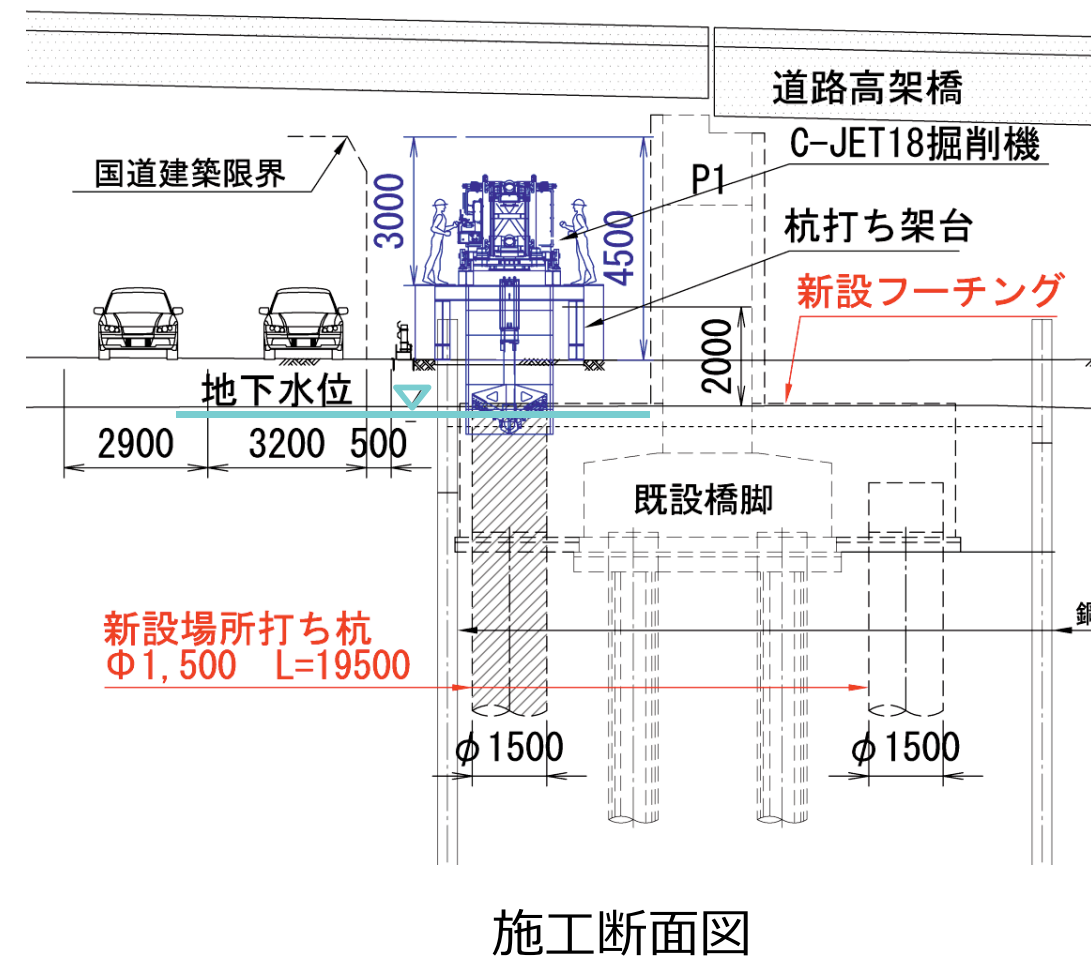 道路高架橋
C-JET18掘削機
国道建築限界
P1
3000
4500
杭打ち架台
新設フーチング
2000
地下水位
2900
3200
500
既設橋脚
新設場所打ち杭
Φ1,500 L=19500
φ1500
φ1500
施工断面図